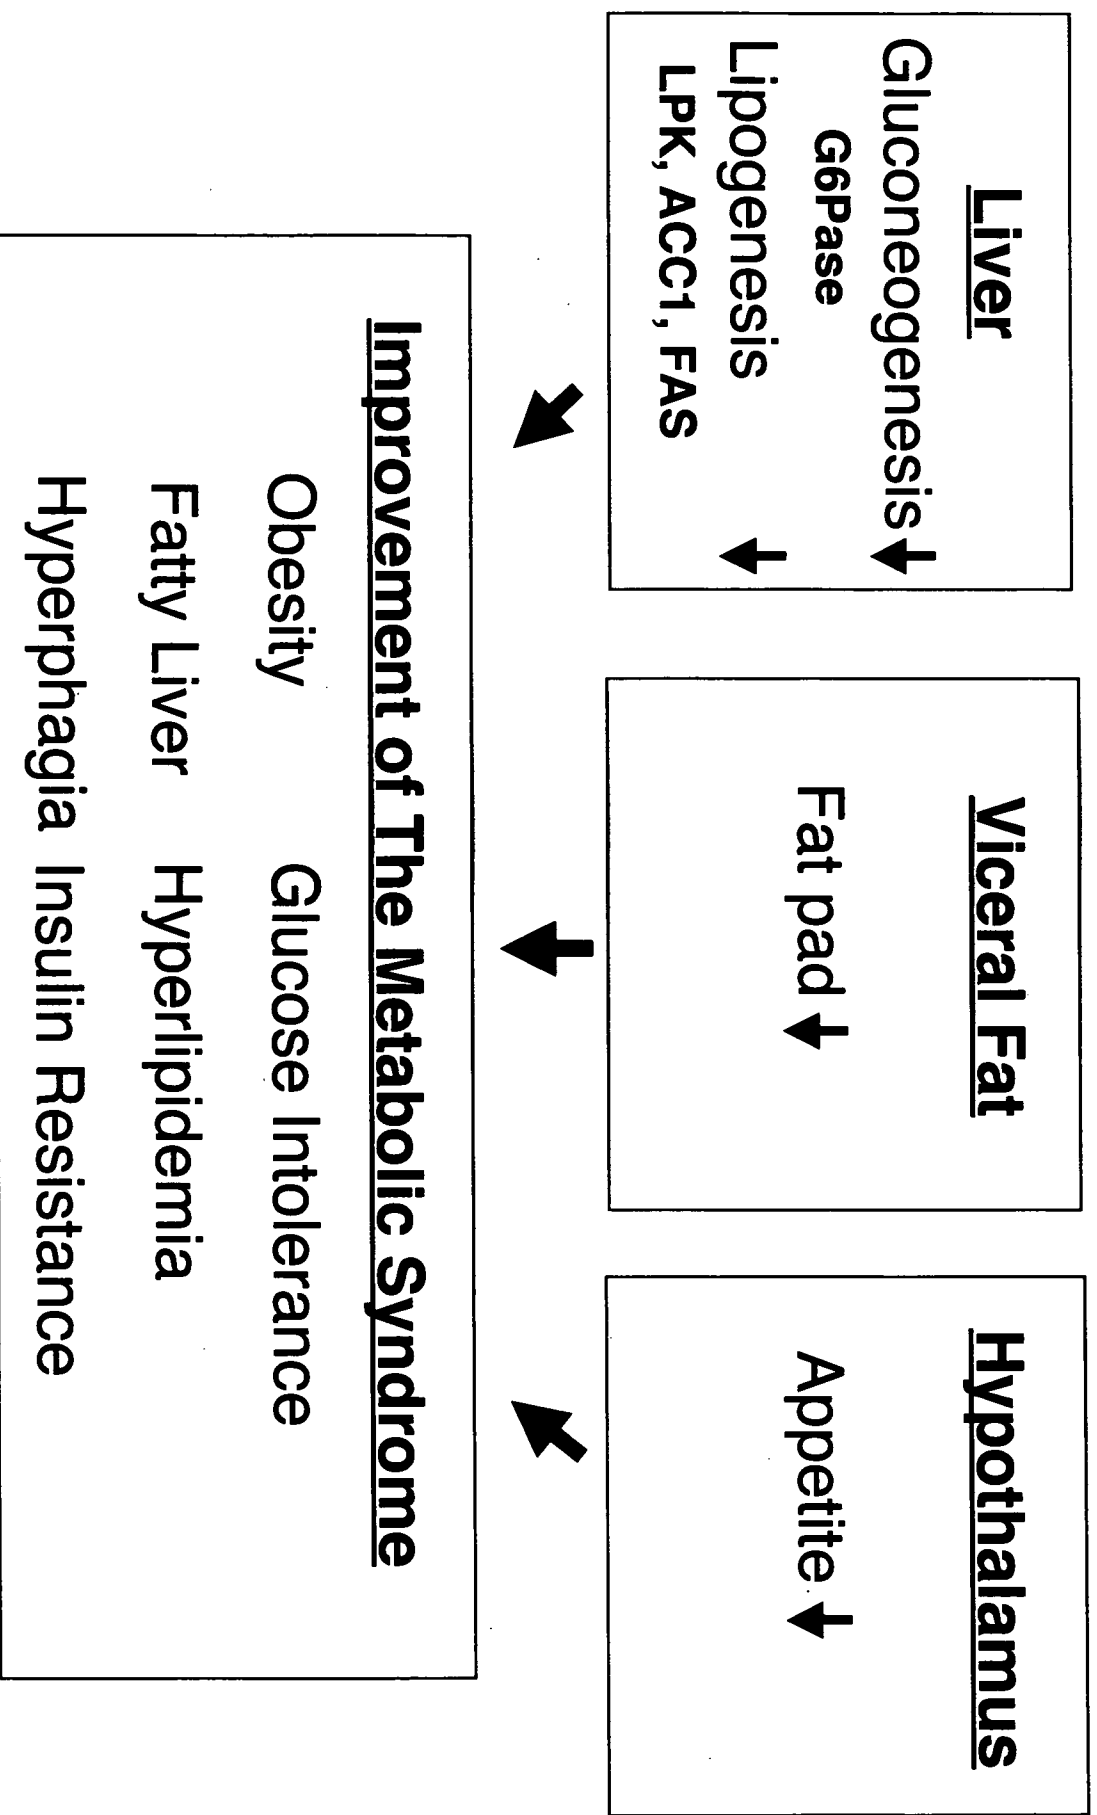 Liver
Gluconeogenesis
G6Pase
Lipogenesis
LPK, ACC1, FAS
Viceral Fat
Fat pad
Hypothalamus
Appetite
Improvement of The Metabolic Syndrome
Obesity Glucose Intolerance
Fatty Liver Hyperlipidemia
Hyperphagia Insulin Resistance